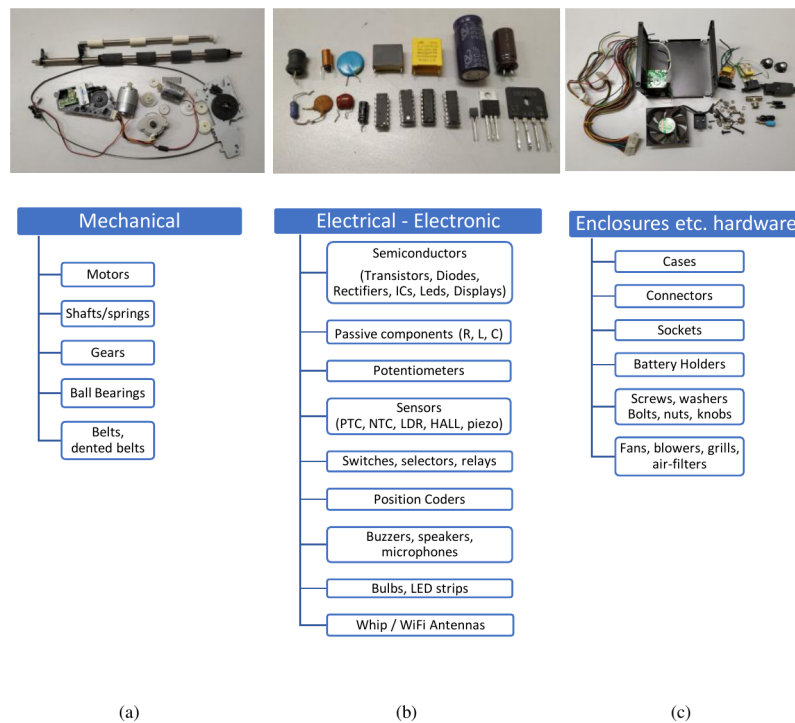 Mechanical
Motors
Shafts/springs
Gears
Ball Bearings
Belts,
dented belts
Electrical - Electronic
Semiconductors
(Transistors, Diodes,
Rectifiers, ICs, Leds, Displays)
Passive components (R, L, C)
Potentiometers
Sensors
(PTC, NTC, LDR, HALL, piezo)
Switches, selectors, relays
Position Coders
Buzzers, speakers,
microphones
Bulbs, LED strips
Whip / WiFi Antennas
Enclosures etc. hardware
Cases
Connectors
Sockets
Battery Holders
Screws, washers
Bolts, nuts, knobs
Fans, blowers, grills,
air-filters
(a)
(b)
(c)